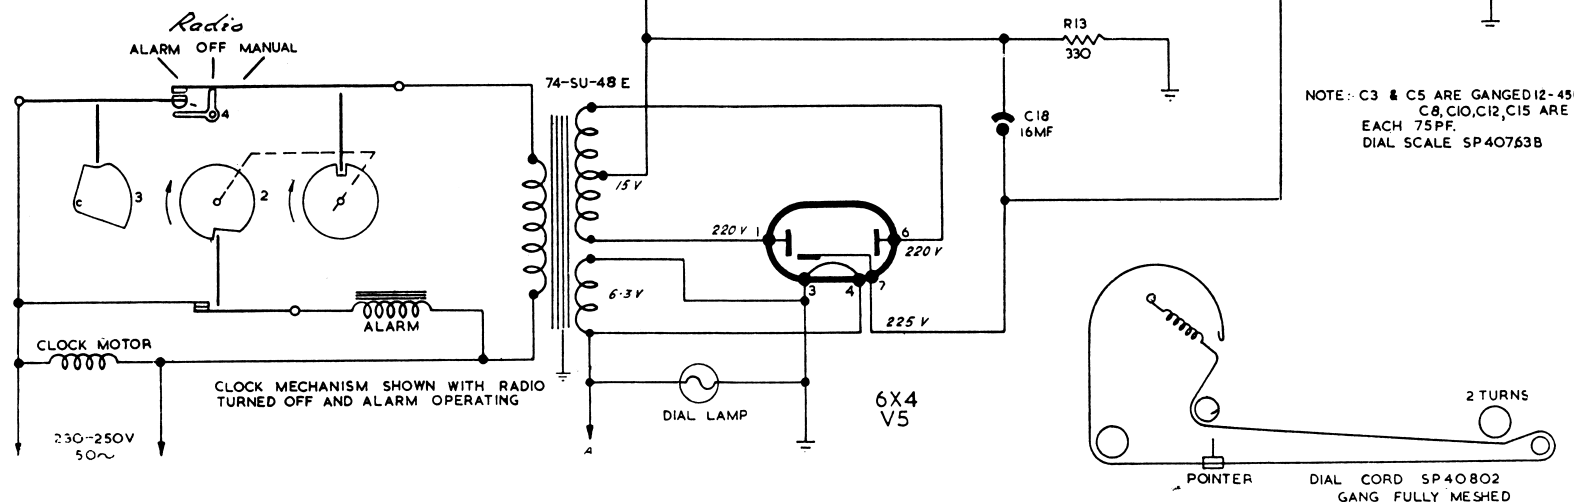 Radio
ALARM OFF MANUAL
4
3
2
C
74-SU-48E
15 V
220 V 1
6
220 V
3 4 7
225 V
6·3 V
R13
330
C18
16MF
NOTE:- C3 & C5 ARE GANGED 12-45
C8, C10, C12, C15 ARE
EACH 75PF.
DIAL SCALE SP40763B
ALARM
CLOCK MOTOR
CLOCK MECHANISM SHOWN WITH RADIO
TURNED OFF AND ALARM OPERATING
230-250V
50~
DIAL LAMP
A
6X4
V5
2 TURNS
POINTER
DIAL CORD SP40802
GANG FULLY MESHED